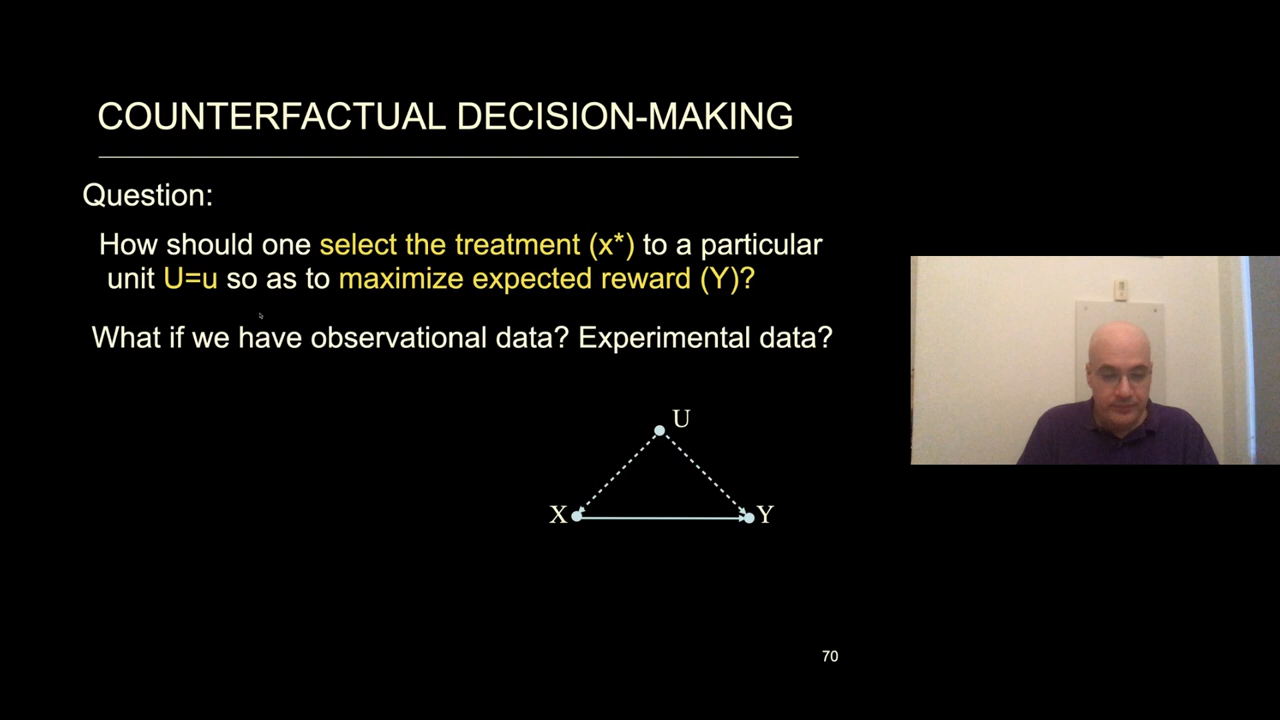 COUNTERFACTUAL DECISION-MAKING
Question:
How should one select the treatment (x*) to a particular
unit U=u so as to maximize expected reward (Y)?
What if we have observational data? Experimental data?
U
X
Y
70